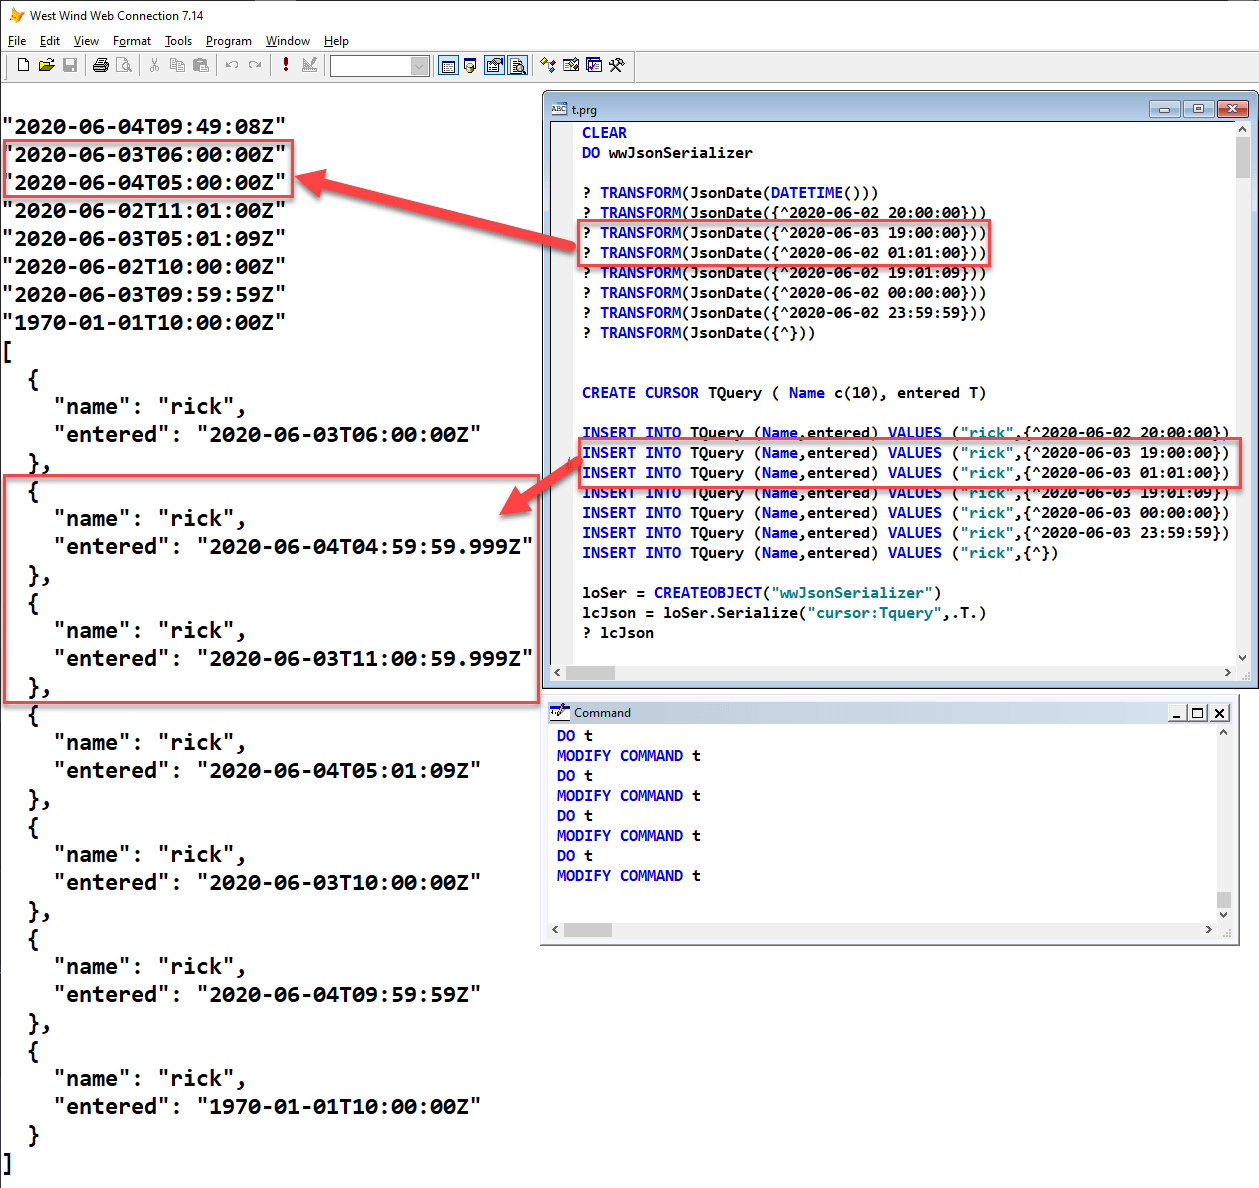 West Wind Web Connection 7.14
File Edit View Format Tools Program Window Help
"2020-06-04T09:49:08Z"
"2020-06-03T06:00:00Z"
"2020-06-04T05:00:00Z"
"2020-06-02T11:01:00Z"
"2020-06-03T05:01:09Z"
"2020-06-02T10:00:00Z"
"2020-06-03T09:59:59Z"
"1970-01-01T10:00:00Z"
[
{
"name": "rick",
"entered": "2020-06-03T06:00:00Z"
},
{
"name": "rick",
"entered": "2020-06-04T04:59:59.999Z"
},
{
"name": "rick",
"entered": "2020-06-03T11:00:59.999Z"
},
{
"name": "rick",
"entered": "2020-06-04T05:01:09Z"
},
{
"name": "rick",
"entered": "2020-06-03T10:00:00Z"
},
{
"name": "rick",
"entered": "2020-06-04T09:59:59Z"
},
{
"name": "rick",
"entered": "1970-01-01T10:00:00Z"
}
]
ABC t.prg
CLEAR
DO wwJsonSerializer
? TRANSFORM(JsonDate(DATETIME()))
? TRANSFORM(JsonDate({^2020-06-02 20:00:00}))
? TRANSFORM(JsonDate({^2020-06-03 19:00:00}))
? TRANSFORM(JsonDate({^2020-06-02 01:01:00}))
? TRANSFORM(JsonDate({^2020-06-02 19:01:09}))
? TRANSFORM(JsonDate({^2020-06-02 00:00:00}))
? TRANSFORM(JsonDate({^2020-06-02 23:59:59}))
? TRANSFORM(JsonDate({^}))
CREATE CURSOR TQuery ( Name c(10), entered T)
INSERT INTO TQuery (Name,entered) VALUES ("rick",{^2020-06-02 20:00:00})
INSERT INTO TQuery (Name,entered) VALUES ("rick",{^2020-06-03 19:00:00})
INSERT INTO TQuery (Name,entered) VALUES ("rick",{^2020-06-03 01:01:00})
INSERT INTO TQuery (Name,entered) VALUES ("rick",{^2020-06-03 19:01:09})
INSERT INTO TQuery (Name,entered) VALUES ("rick",{^2020-06-03 00:00:00})
INSERT INTO TQuery (Name,entered) VALUES ("rick",{^2020-06-03 23:59:59})
INSERT INTO TQuery (Name,entered) VALUES ("rick",{^})
loSer = CREATEOBJECT("wwJsonSerializer")
lcJson = loSer.Serialize("cursor:Tquery",.T.)
? lcJson
Command
DO t
MODIFY COMMAND t
DO t
MODIFY COMMAND t
DO t
MODIFY COMMAND t
DO t
MODIFY COMMAND t